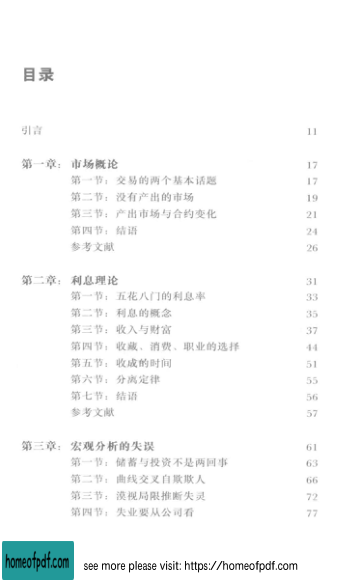 目录
引言 11
第一章：市场概论 17
第一节：交易的两个基本话题 17
第二节：没有产出的市场 19
第三节：产出市场与合约变化 21
第四节：结语 24
参考文献 26
第二章：利息理论 31
第一节：五花八门的利息率 33
第二节：利息的概念 35
第三节：收入与财富 37
第四节：收藏、消费、职业的选择 44
第五节：收成的时间 51
第六节：分离定律 55
第七节：结语 56
参考文献 57
第三章：宏观分析的失误 61
第一节：储蓄与投资不是两回事 63
第二节：曲线交叉自欺欺人 66
第三节：漠视局限推断失灵 72
第四节：失业要从公司看 77
homeofpdf.com see more please visit: https://homeofpdf.com